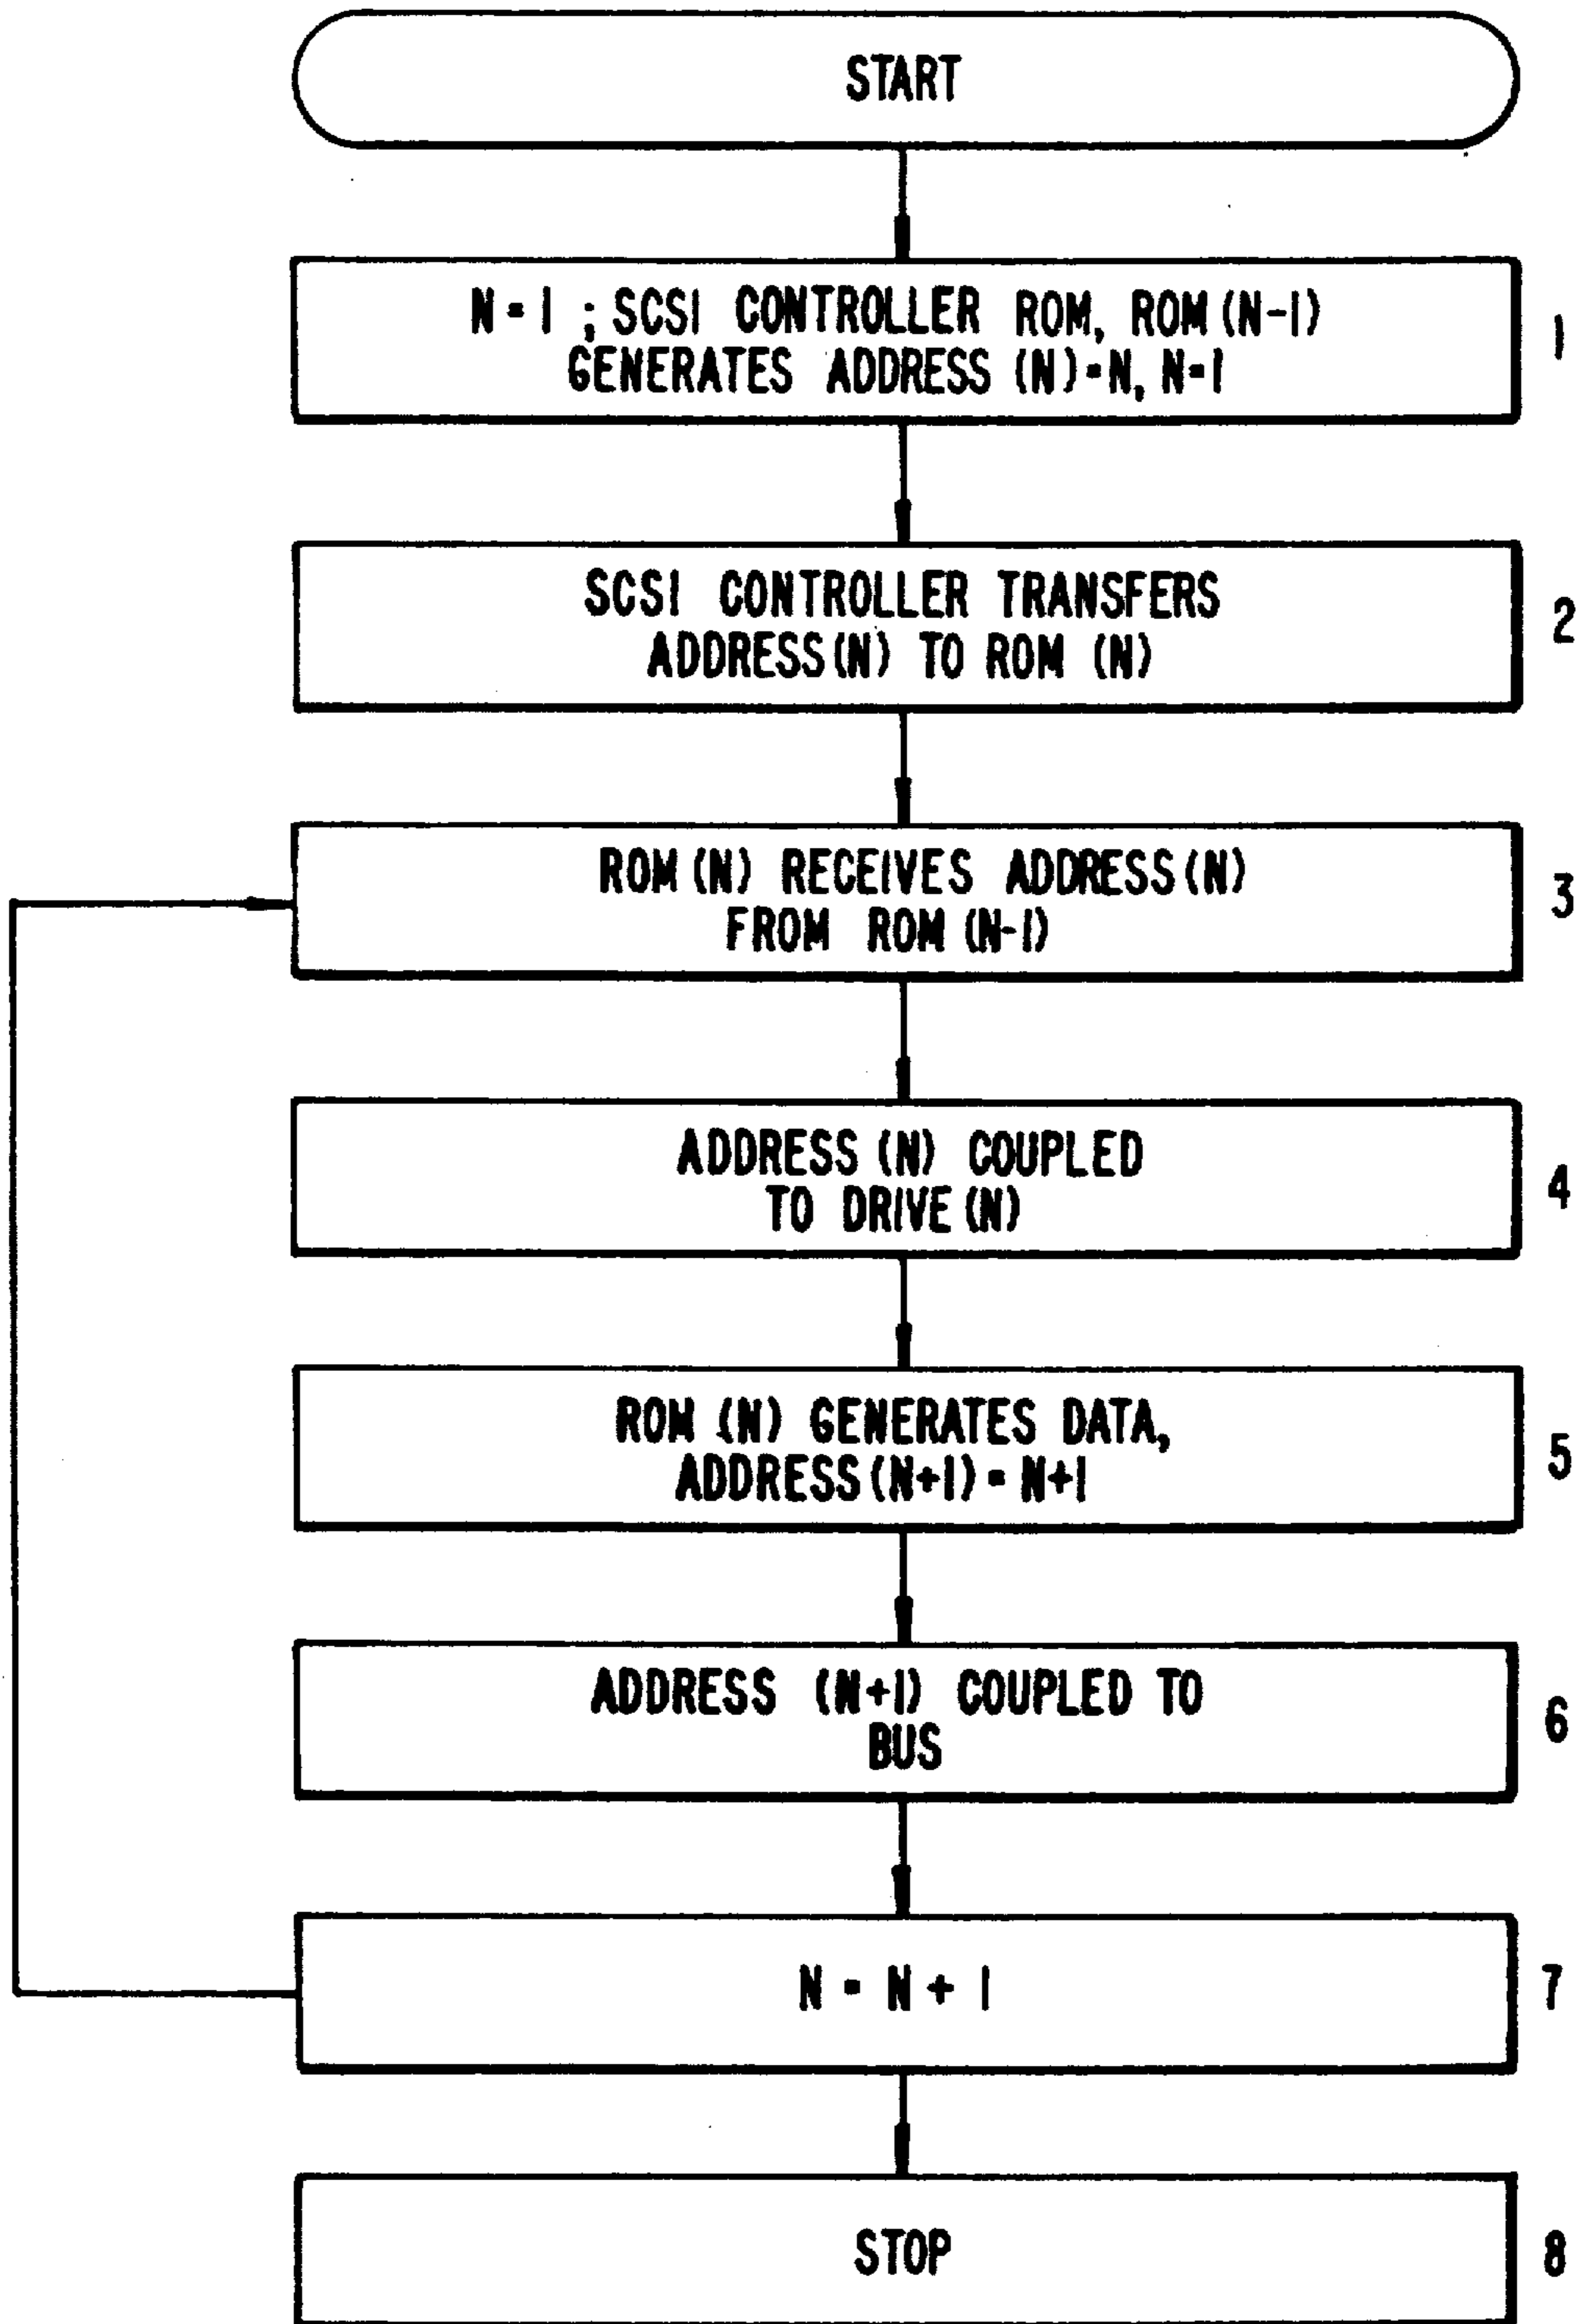 START
N = 1 ; SCSI CONTROLLER ROM, ROM (N-1)
GENERATES ADDRESS (N) = N, N=1
1
SCSI CONTROLLER TRANSFERS
ADDRESS (N) TO ROM (N)
2
ROM (N) RECEIVES ADDRESS (N)
FROM ROM (N-1)
3
ADDRESS (N) COUPLED
TO DRIVE (N)
4
ROM (N) GENERATES DATA,
ADDRESS (N+1) = N+1
5
ADDRESS (N+1) COUPLED TO
BUS
6
N = N + 1
7
STOP
8